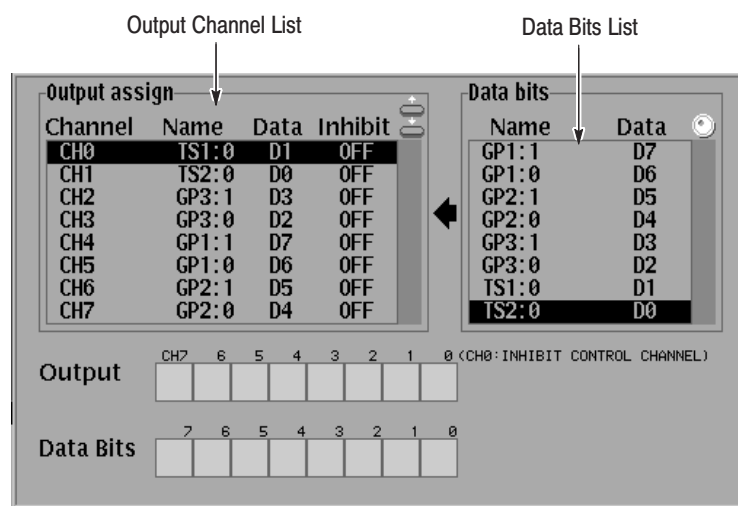 Output Channel List
Data Bits List
Output assign
Channel Name Data Inhibit
CH0 TS1:0 D1 OFF
CH1 TS2:0 D0 OFF
CH2 GP3:1 D3 OFF
CH3 GP3:0 D2 OFF
CH4 GP1:1 D7 OFF
CH5 GP1:0 D6 OFF
CH6 GP2:1 D5 OFF
CH7 GP2:0 D4 OFF
Data bits
Name Data
GP1:1 D7
GP1:0 D6
GP2:1 D5
GP2:0 D4
GP3:1 D3
GP3:0 D2
TS1:0 D1
TS2:0 D0
CH7 6 5 4 3 2 1 0 (CH0:INHIBIT CONTROL CHANNEL)
Output
7 6 5 4 3 2 1 0
Data Bits